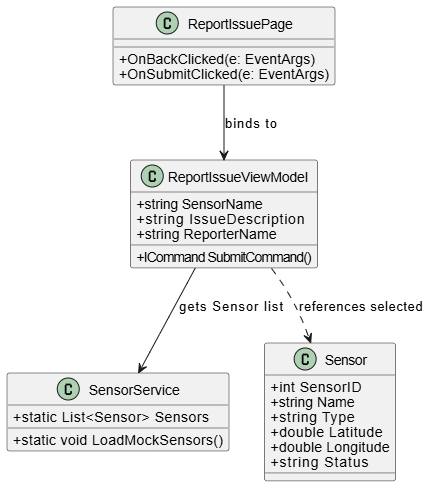 C ReportIssuePage
+OnBackClicked(e: EventArgs)
+OnSubmitClicked(e: EventArgs)
binds to
C ReportIssueViewModel
+string SensorName
+string IssueDescription
+string ReporterName
+ICommand SubmitCommand()
gets Sensor list
references selected
C SensorService
+static List<Sensor> Sensors
+static void LoadMockSensors()
C Sensor
+int SensorID
+string Name
+string Type
+double Latitude
+double Longitude
+string Status